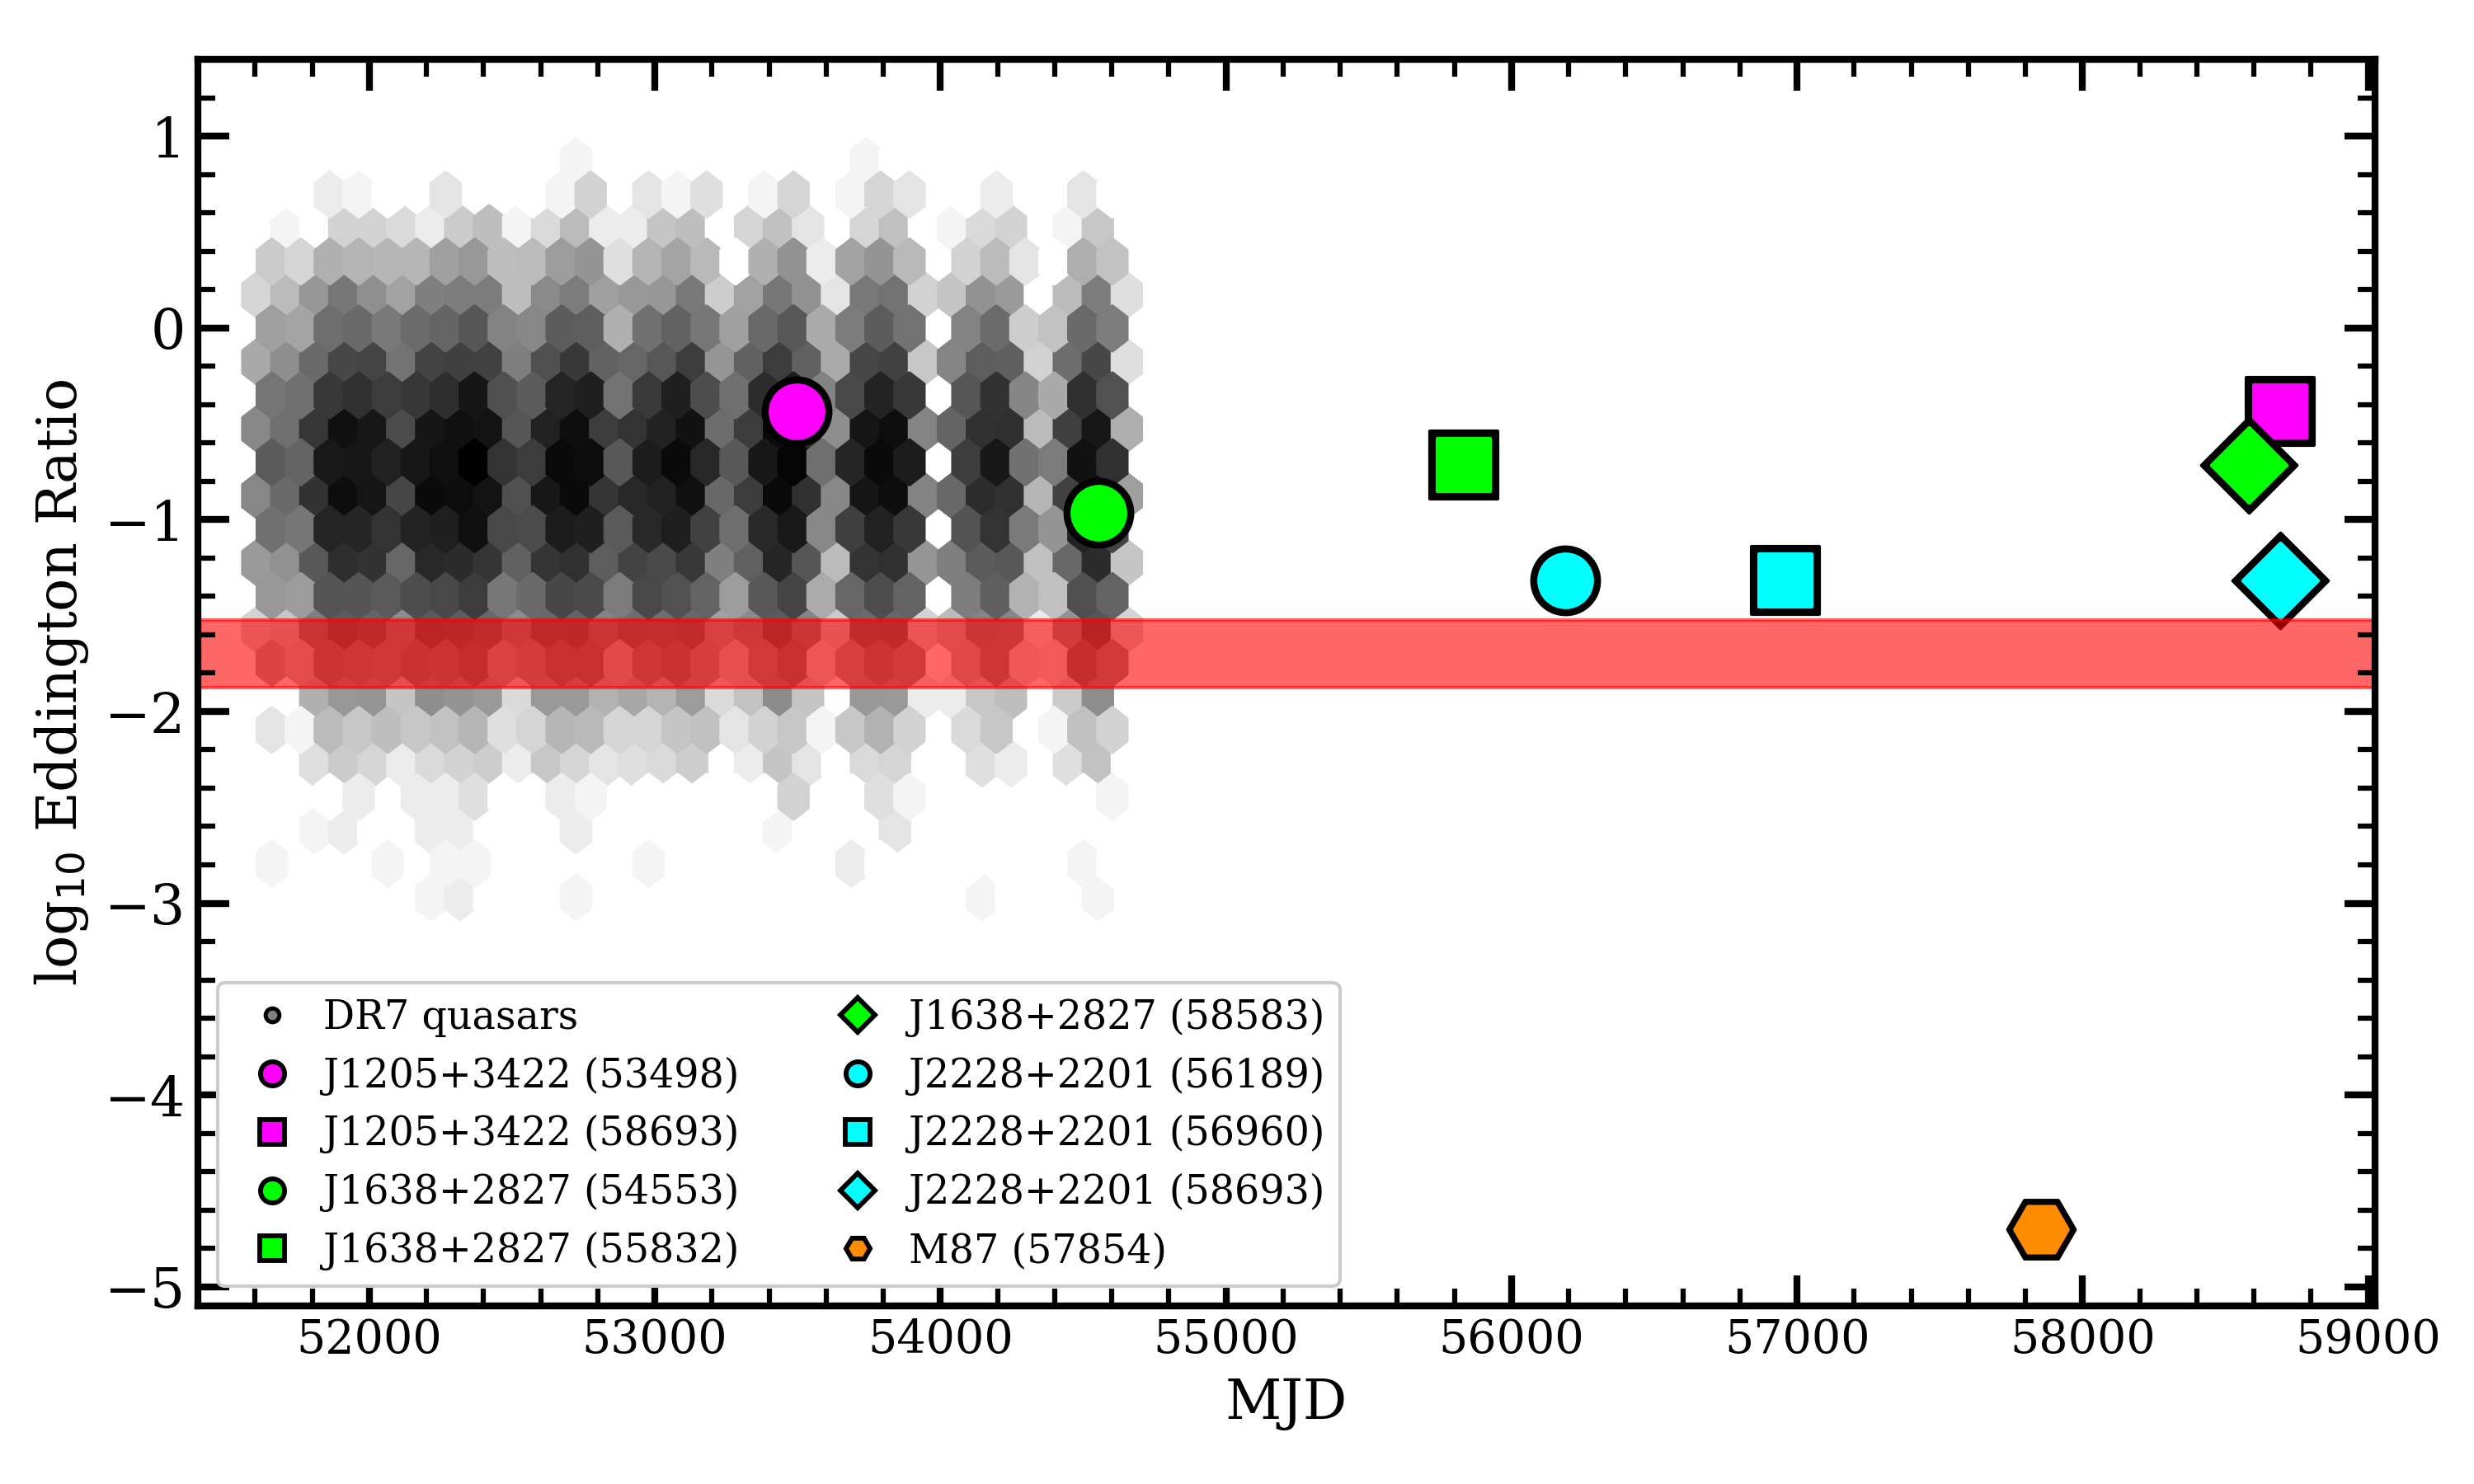 log₁₀ Eddington Ratio
1
0
−1
−2
−3
−4
−5
DR7 quasars
J1205+3422 (53498)
J1205+3422 (58693)
J1638+2827 (54553)
J1638+2827 (55832)
J1638+2827 (58583)
J2228+2201 (56189)
J2228+2201 (56960)
J2228+2201 (58693)
M87 (57854)
52000 53000 54000 55000 56000 57000 58000 59000
MJD